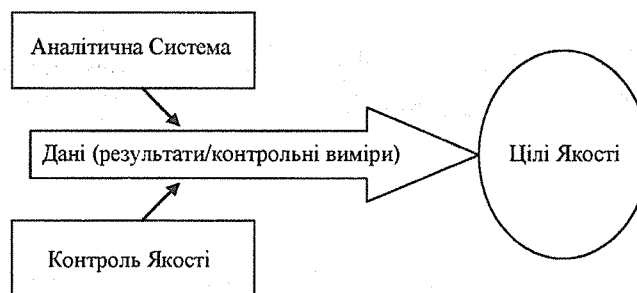 Аналітична Система
Дані (результати/контрольні виміри)
Цілі Якості
Контроль Якості